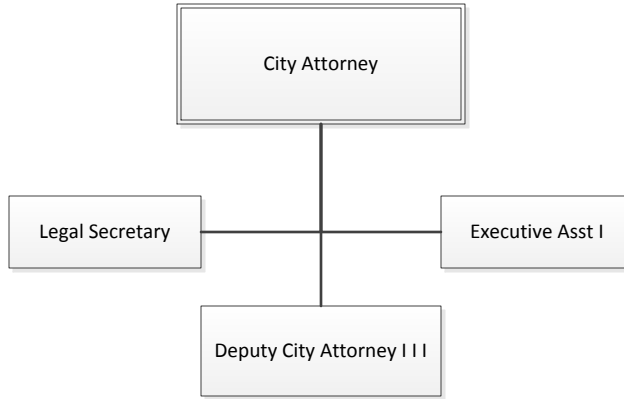 City Attorney
Legal Secretary
Executive Asst I
Deputy City Attorney I I I